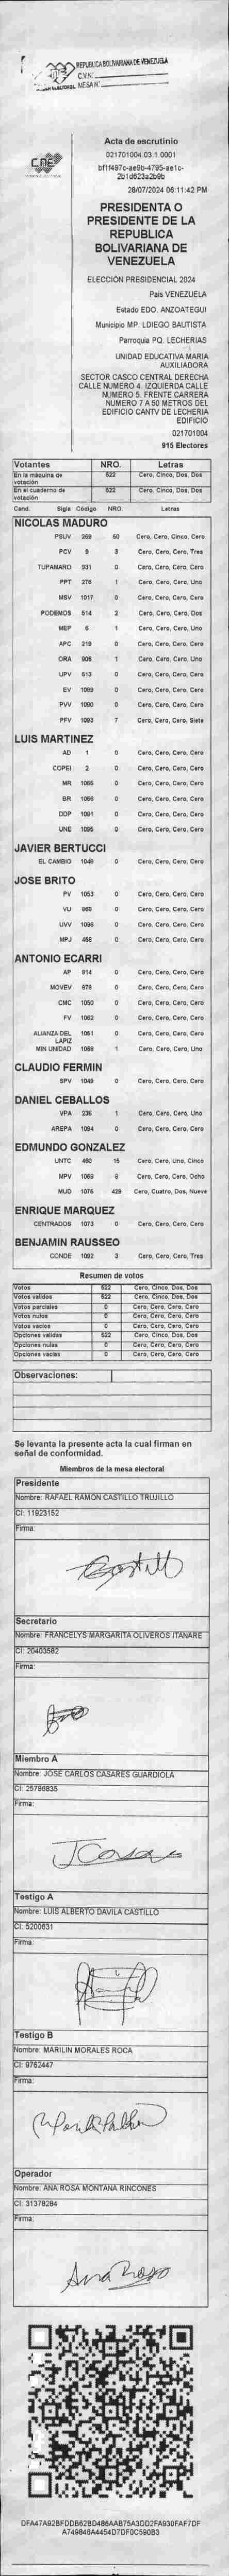 REPUBLICA BOLIVARIANA DE VENEZUELA
C.V.N:
MESA N°:
CNE
Acta de escrutinio
021701004.03.1.0001
28/07/2024 06:11:42 PM
PRESIDENTA O
PRESIDENTE DE LA
REPUBLICA
BOLIVARIANA DE
VENEZUELA
ELECCIÓN PRESIDENCIAL 2024
País VENEZUELA
Estado EDO. ANZOATEGUI
Municipio MP. LDIEGO BAUTISTA
Parroquia PQ. LECHERIAS
UNIDAD EDUCATIVA MARIA
AUXILIADORA
SECTOR CASCO CENTRAL DERECHA
CALLE NUMERO 4. IZQUIERDA CALLE
NUMERO 5. FRENTE CARRERA
NUMERO 7 A 50 METROS DEL
EDIFICIO CANTV DE LECHERIA
EDIFICIO
021701004
915 Electores
Votantes NRO. Letras
En la máquina de votación 522 Cero, Cinco, Dos, Dos
En el cuaderno de votación 522 Cero, Cinco, Dos, Dos
Cand. Sigla Código NRO. Letras
NICOLAS MADURO
PSUV 269 50 Cero, Cero, Cinco, Cero
PCV 9 3 Cero, Cero, Cero, Tres
TUPAMARO 931 0 Cero, Cero, Cero, Cero
PPT 276 1 Cero, Cero, Cero, Uno
MSV 1017 0 Cero, Cero, Cero, Cero
PODEMOS 514 2 Cero, Cero, Cero, Dos
MEP 6 1 Cero, Cero, Cero, Uno
APC 219 0 Cero, Cero, Cero, Cero
ORA 906 1 Cero, Cero, Cero, Uno
UPV 513 0 Cero, Cero, Cero, Cero
EV 1089 0 Cero, Cero, Cero, Cero
PVV 1090 0 Cero, Cero, Cero, Cero
PFV 1093 7 Cero, Cero, Cero, Siete
LUIS MARTINEZ
AD 1 0 Cero, Cero, Cero, Cero
COPEI 2 0 Cero, Cero, Cero, Cero
MR 1065 0 Cero, Cero, Cero, Cero
BR 1066 0 Cero, Cero, Cero, Cero
DDP 1091 0 Cero, Cero, Cero, Cero
UNE 1095 0 Cero, Cero, Cero, Cero
JAVIER BERTUCCI
EL CAMBIO 1048 0 Cero, Cero, Cero, Cero
JOSE BRITO
PV 1053 0 Cero, Cero, Cero, Cero
VU 969 0 Cero, Cero, Cero, Cero
UVV 1096 0 Cero, Cero, Cero, Cero
MPJ 458 0 Cero, Cero, Cero, Cero
ANTONIO ECARRI
AP 914 0 Cero, Cero, Cero, Cero
MOVEV 878 0 Cero, Cero, Cero, Cero
CMC 1050 0 Cero, Cero, Cero, Cero
FV 1062 0 Cero, Cero, Cero, Cero
ALIANZA DEL LAPIZ 1061 0 Cero, Cero, Cero, Cero
MIN UNIDAD 1068 1 Cero, Cero, Cero, Uno
CLAUDIO FERMIN
SPV 1049 0 Cero, Cero, Cero, Cero
DANIEL CEBALLOS
VPA 236 1 Cero, Cero, Cero, Uno
AREPA 1094 0 Cero, Cero, Cero, Cero
EDMUNDO GONZALEZ
UNTC 460 15 Cero, Cero, Uno, Cinco
MPV 1069 8 Cero, Cero, Cero, Ocho
MUD 1076 429 Cero, Cuatro, Dos, Nueve
ENRIQUE MARQUEZ
CENTRADOS 1073 0 Cero, Cero, Cero, Cero
BENJAMIN RAUSSEO
CONDE 1092 3 Cero, Cero, Cero, Tres
Resumen de votos
Votos 522 Cero, Cinco, Dos, Dos
Votos válidos 522 Cero, Cinco, Dos, Dos
Votos parciales 0 Cero, Cero, Cero, Cero
Votos nulos 0 Cero, Cero, Cero, Cero
Votos vacíos 0 Cero, Cero, Cero, Cero
Opciones válidas 522 Cero, Cinco, Dos, Dos
Opciones nulas 0 Cero, Cero, Cero, Cero
Opciones vacías 0 Cero, Cero, Cero, Cero
Observaciones:
Se levanta la presente acta la cual firman en
señal de conformidad.
Miembros de la mesa electoral
Presidente
Nombre: RAFAEL RAMON CASTILLO TRUJILLO
CI: 11923152
Firma:
Secretario
Nombre: FRANCELYS MARGARITA OLIVEROS ITANARE
CI: 20403582
Firma:
Miembro A
Nombre: JOSE CARLOS CASARES GUARDIOLA
CI: 25786835
Firma:
Testigo A
Nombre: LUIS ALBERTO DAVILA CASTILLO
CI: 5200631
Firma:
Testigo B
Nombre: MARILIN MORALES ROCA
CI: 9762447
Firma:
Operador
Nombre: ANA ROSA MONTANA RINCONES
CI: 31378284
Firma:
Ana Rosa